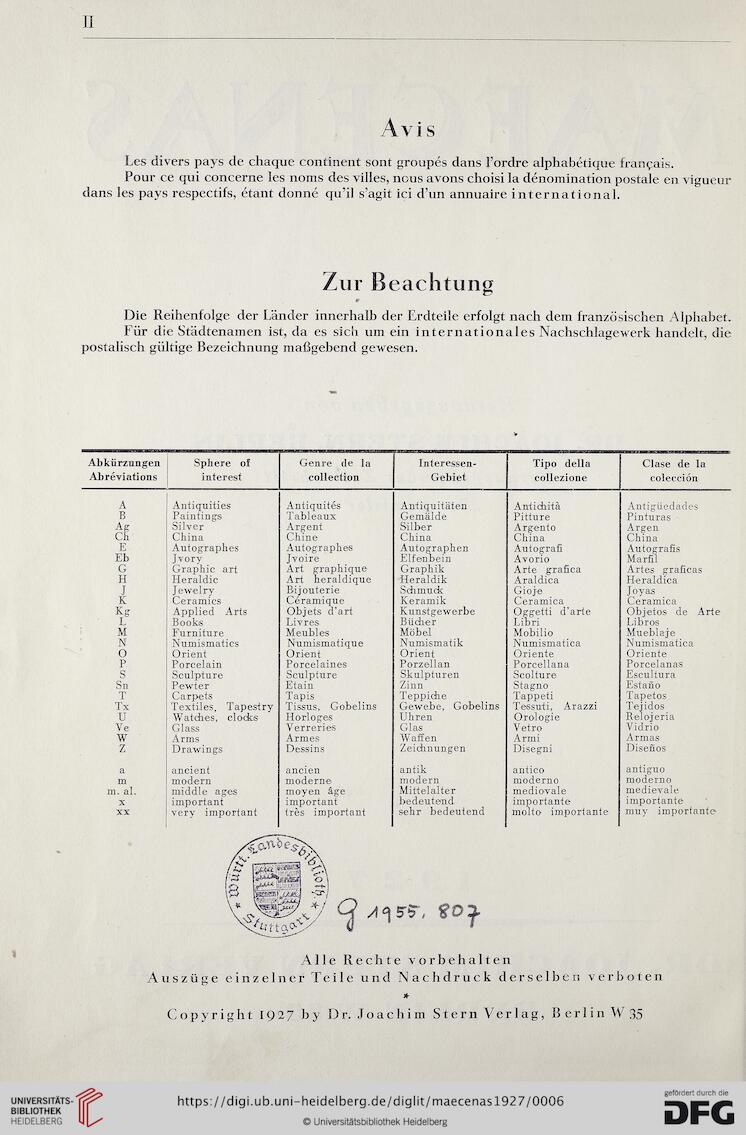 II
Avis
Les divers pays de chaque continent sont groupés dans l'ordre alphabétique français.
Pour ce qui concerne les noms des villes, nous avons choisi la dénomination postale en vigueur
dans les pays respectifs, étant donné qu'il s'agit ici d'un annuaire international.
Zur Beachtung
Die Reihenfolge der Länder innerhalb der Erdteile erfolgt nach dem französischen Alphabet.
Für die Städtenamen ist, da es sich um ein internationales Nachschlagewerk handelt, die
postalisch gültige Bezeichnung maßgebend gewesen.
Abkürzungen Sphere of Genre de la Interessen- Tipo della Clase de la
Abréviations interest collection Gebiet collezione colección
A Antiquities Antiquités Antiquitäten Antichità Antigüedades
B Paintings Tableaux Gemälde Pitture Pinturas
Ag Silver Argent Silber Argento Argen
Ch China Chine China China China
E Autographes Autographes Autographen Autografi Autografis
Eb Jvory Jvoire Elfenbein Avorio Marfil
G Graphic art Art graphique Graphik Arte grafica Artes graficas
H Heraldic Art heraldique Heraldik Araldica Heraldica
J Jewelry Bijouterie Schmuck Gioje Joyas
K Ceramics Céramique Keramik Ceramica Ceramica
Kg Applied Arts Objets d'art Kunstgewerbe Oggetti d'arte Objetos de Arte
L Books Livres Bücher Libri Libros
M Furniture Meubles Möbel Mobilio Mueblaje
N Numismatics Numismatique Numismatik Numismatica Numismatica
O Orient Orient Orient Oriente Oriente
P Porcelain Porcelaines Porzellan Porcellana Porcelanas
S Sculpture Sculpture Skulpturen Scolture Escultura
Sn Pewter Etain Zinn Stagno Estaño
T Carpets Tapis Teppiche Tappeti Tapetos
Tx Textiles, Tapestry Tissus, Gobelins Gewebe, Gobelins Tessuti, Arazzi Tejidos
U Watches, clocks Horloges Uhren Orologie Relojeria
Ve Glass Verreries Glas Vetro Vidrio
W Arms Armes Waffen Armi Armas
Z Drawings Dessins Zeichnungen Disegni Diseños
a ancient ancien antik antico antiguo
m modern moderne modern moderno moderno
m. al. middle ages moyen âge Mittelalter mediovale medievale
x important important bedeutend importante importante
xx very important très important sehr bedeutend molto importante muy importante
Württ. Landesbiblioth.
* Stuttgart *
g 1955, 807
Alle Rechte vorbehalten
Auszüge einzelner Teile und Nachdruck derselben verboten
*
Copyright 1927 by Dr. Joachim Stern Verlag, Berlin W 35
UNIVERSITÄTS-
BIBLIOTHEK
HEIDELBERG
https://digi.ub.uni-heidelberg.de/diglit/maecenas1927/0006
© Universitätsbibliothek Heidelberg
gefördert durch die
DFG